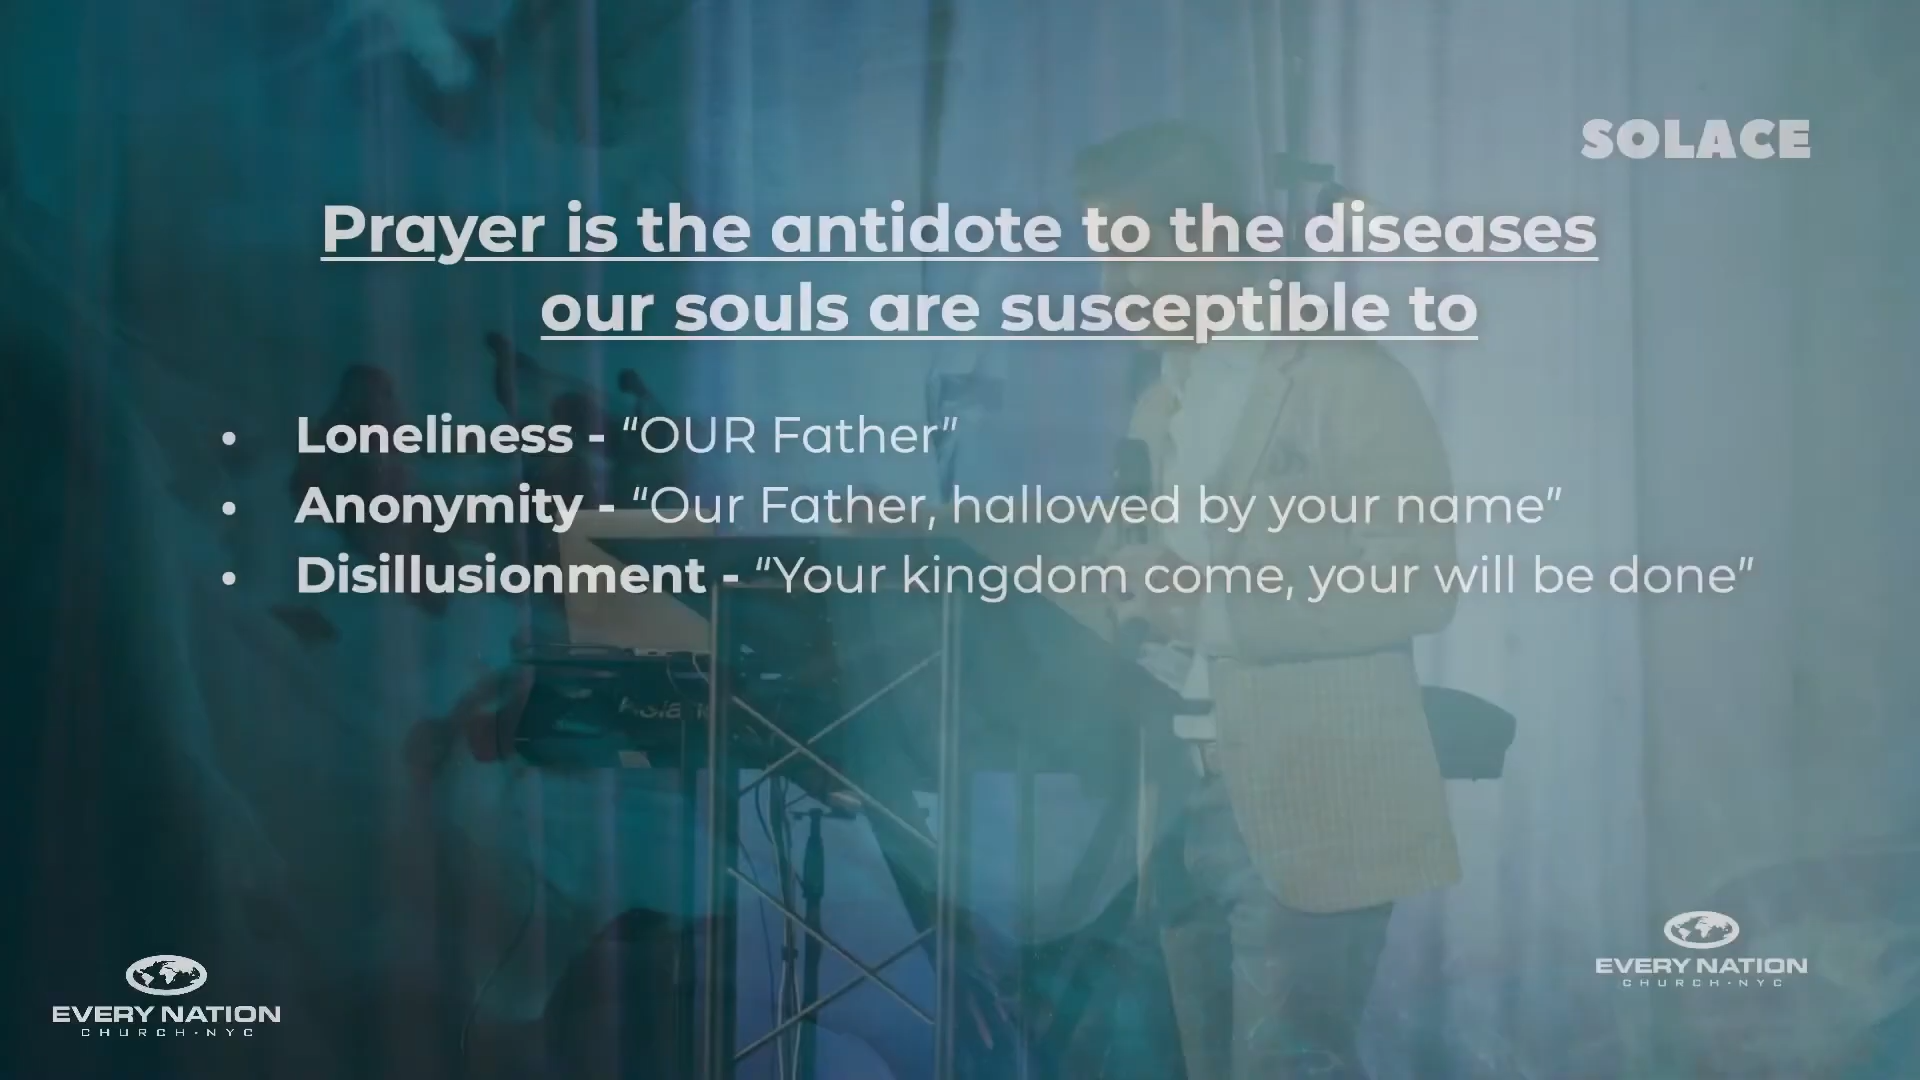 SOLACE
Prayer is the antidote to the diseases
our souls are susceptible to
• Loneliness - “OUR Father”
• Anonymity - “Our Father, hallowed by your name”
• Disillusionment - “Your kingdom come, your will be done”
EVERY NATION
CHURCH·NYC
EVERY NATION
CHURCH·NYC